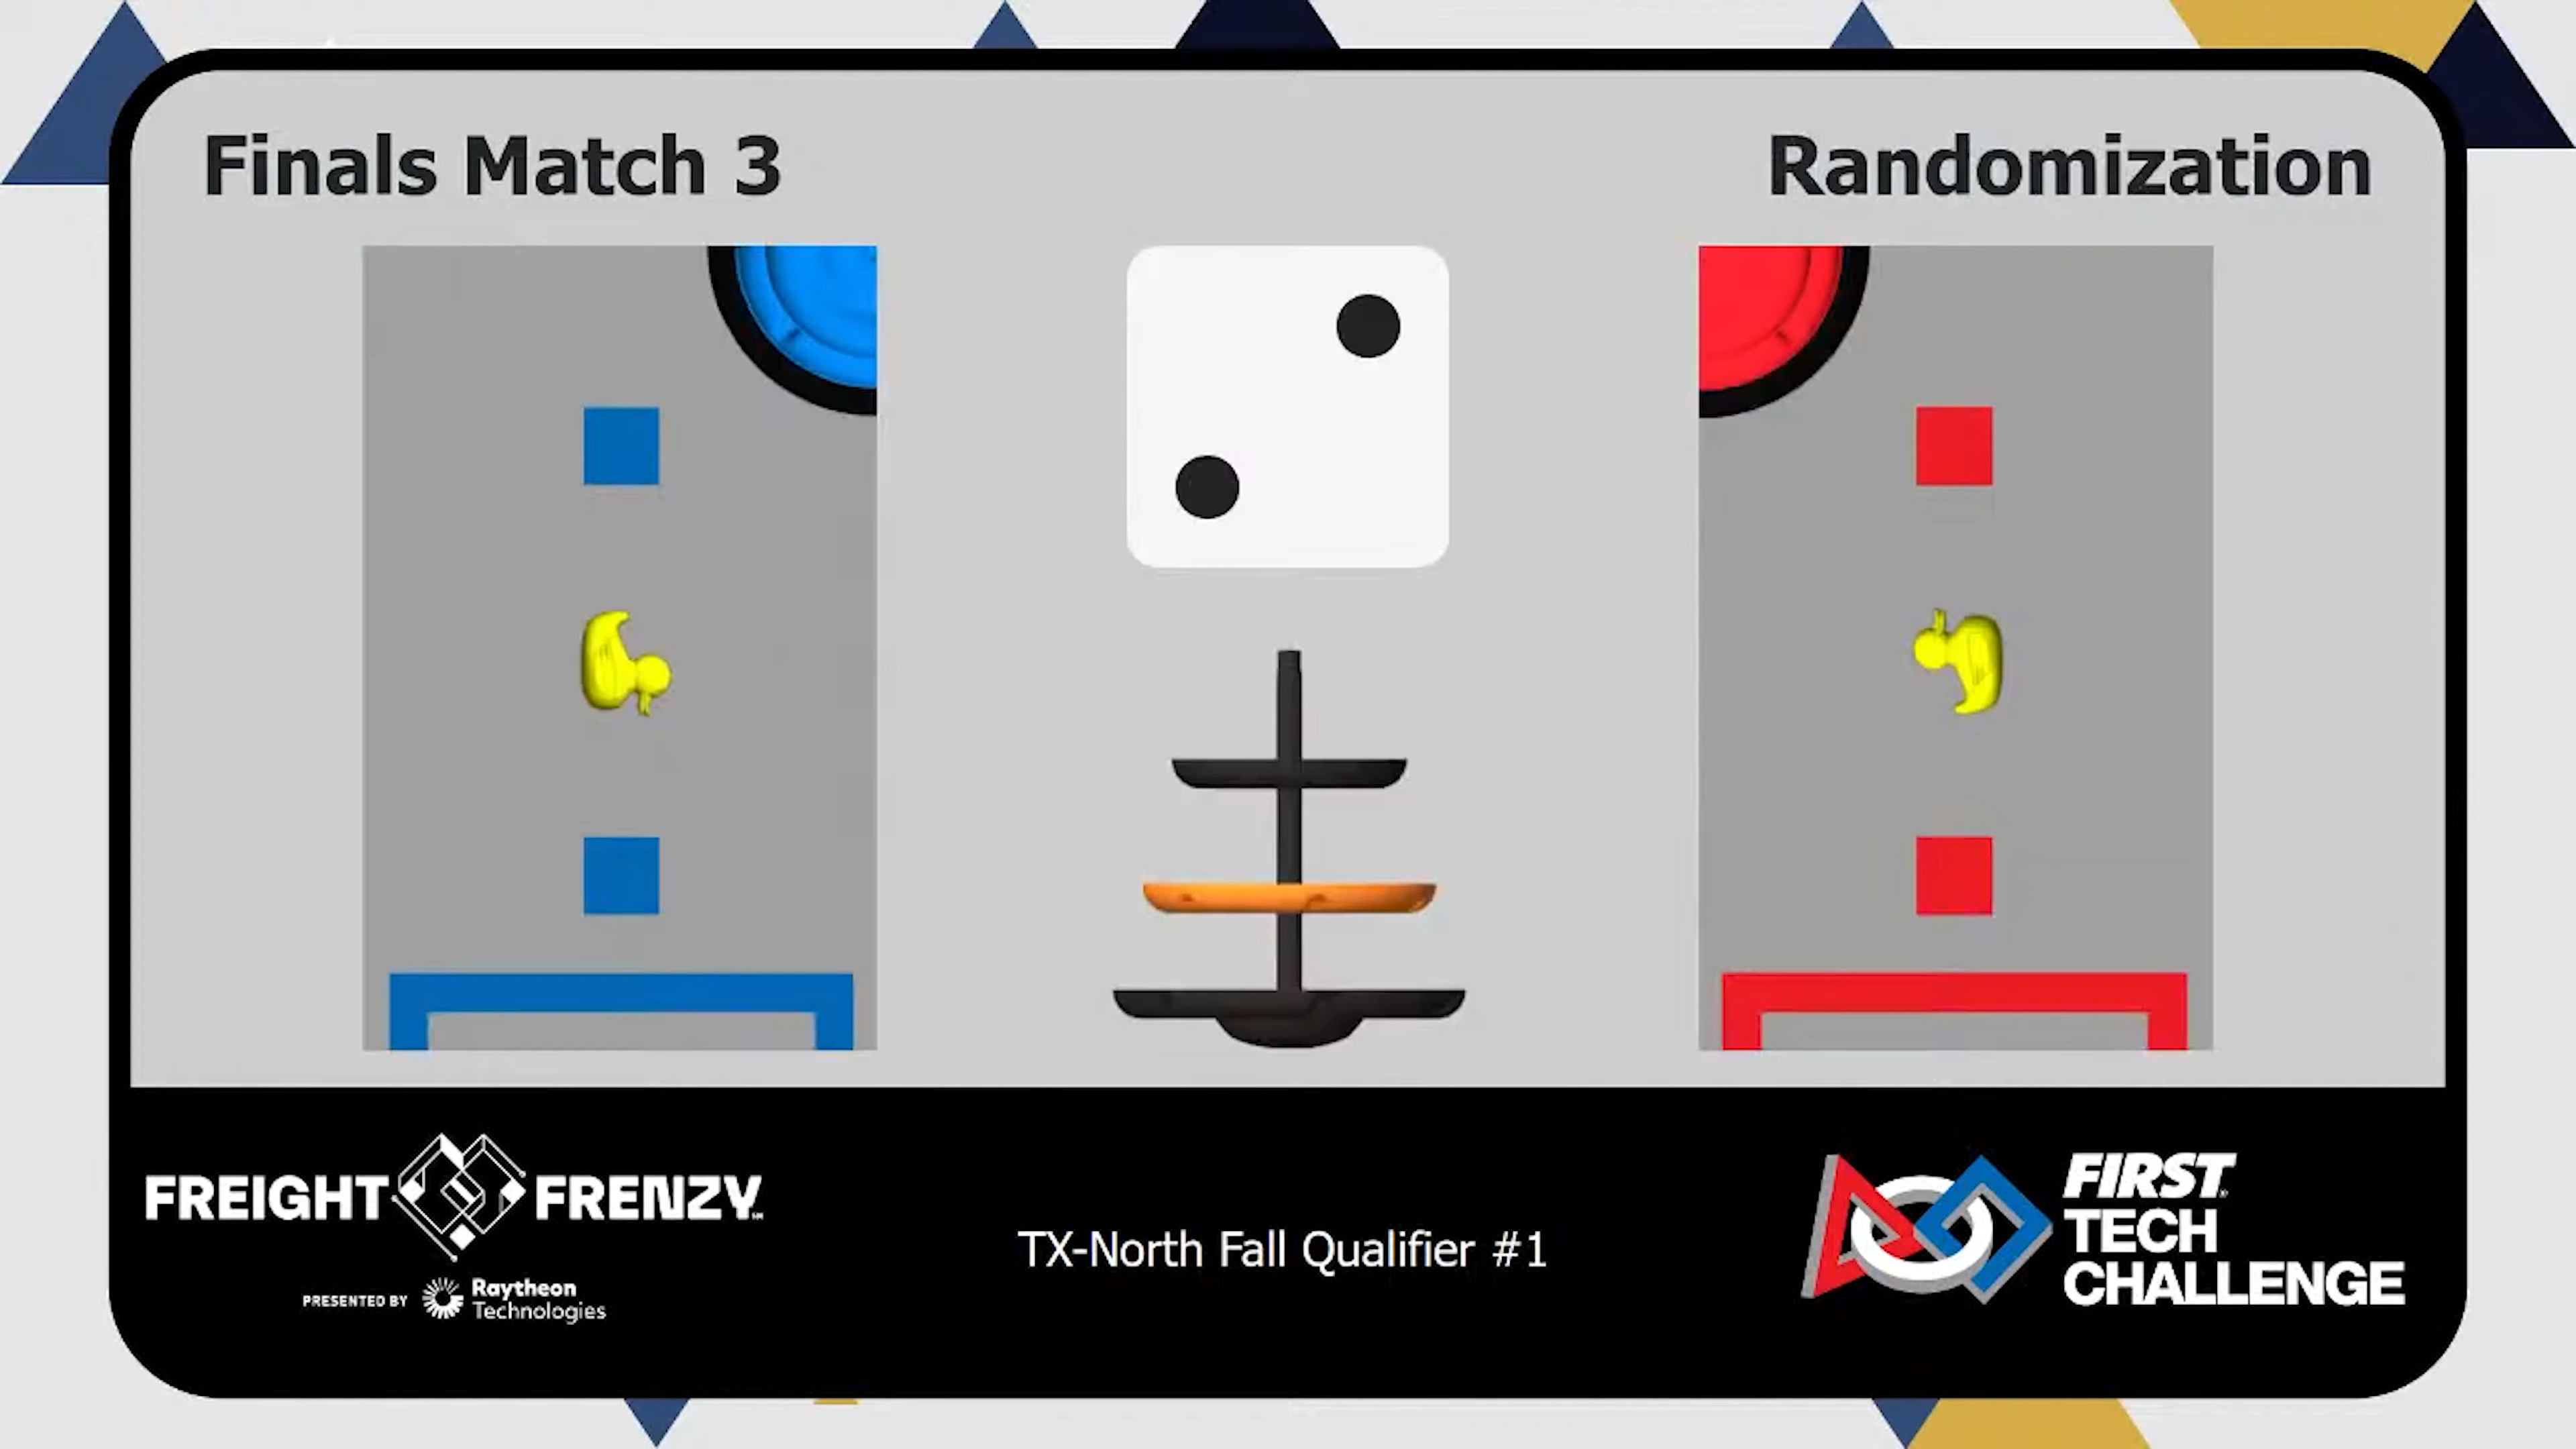 Finals Match 3
Randomization
FREIGHT FRENZY
PRESENTED BY Raytheon
Technologies
TX-North Fall Qualifier #1
FIRST
TECH
CHALLENGE